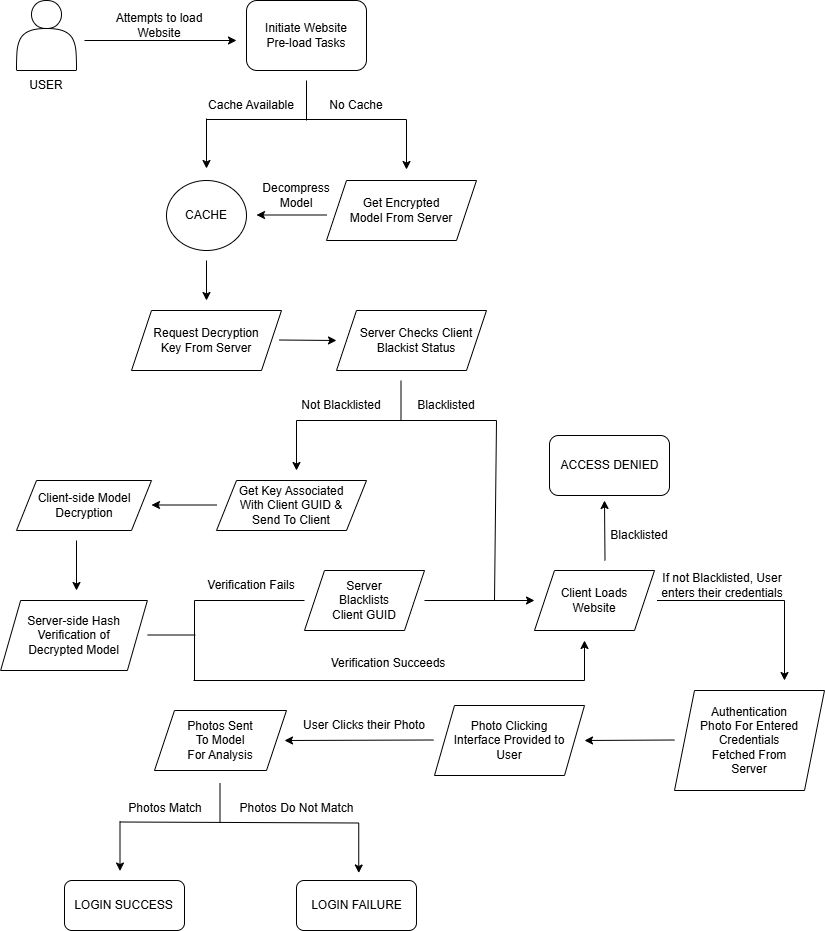 Attempts to load
Website
Initiate Website
Pre-load Tasks
USER
Cache Available
No Cache
CACHE
Decompress
Model
Get Encrypted
Model From Server
Request Decryption
Key From Server
Server Checks Client
Blackist Status
Not Blacklisted
Blacklisted
ACCESS DENIED
Client-side Model
Decryption
Get Key Associated
With Client GUID &
Send To Client
Blacklisted
Verification Fails
Server
Blacklists
Client GUID
Client Loads
Website
If not Blacklisted, User
enters their credentials
Server-side Hash
Verification of
Decrypted Model
Verification Succeeds
Photos Sent
To Model
For Analysis
User Clicks their Photo
Photo Clicking
Interface Provided to
User
Authentication
Photo For Entered
Credentials
Fetched From
Server
Photos Match
Photos Do Not Match
LOGIN SUCCESS
LOGIN FAILURE